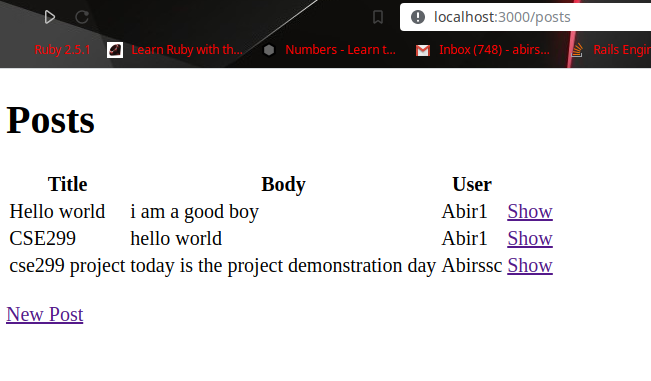 localhost:3000/posts
Ruby 2.5.1 Learn Ruby with th... Numbers - Learn t... Inbox (748) - abirs... Rails Engi
Posts
Title Body User
Hello world i am a good boy Abir1 Show
CSE299 hello world Abir1 Show
cse299 project today is the project demonstration day Abirssc Show
New Post